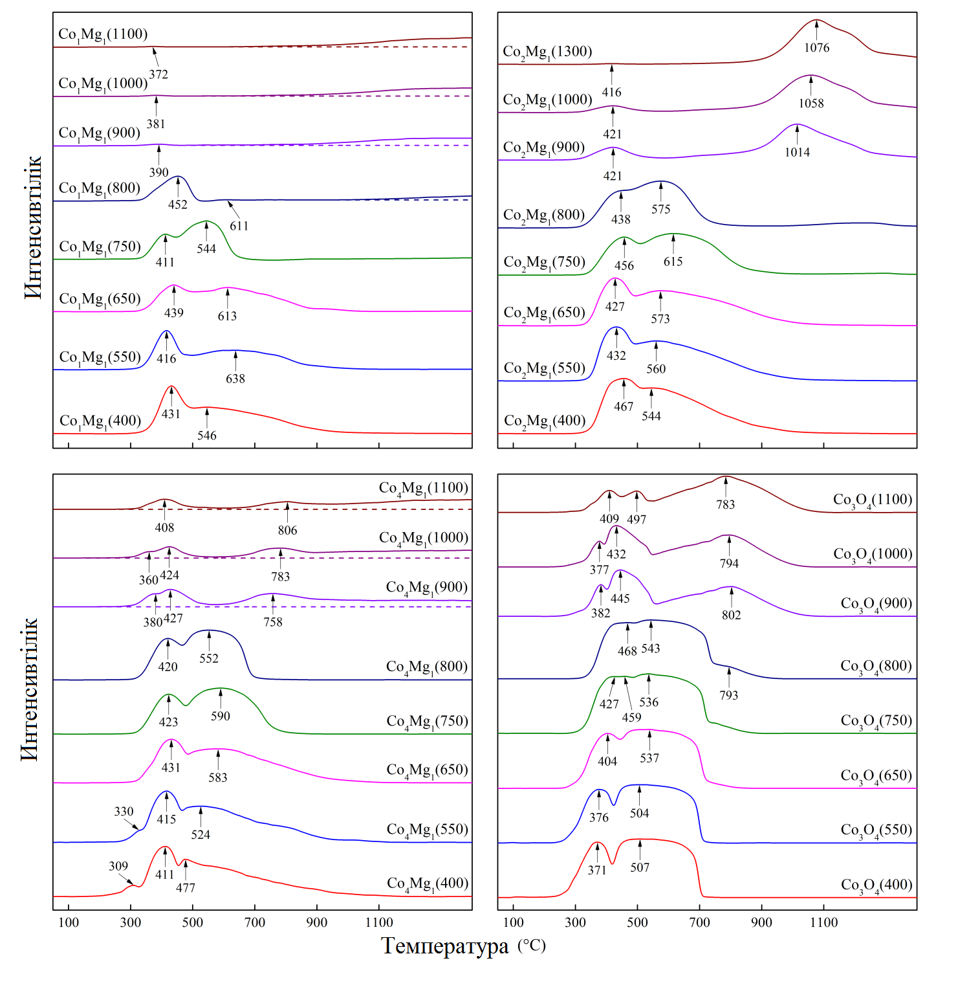 Co1Mg1(1100)
372
Co1Mg1(1000)
381
Co1Mg1(900)
390
Co1Mg1(800)
452
611
Co1Mg1(750)
411
544
Co1Mg1(650)
439
613
Co1Mg1(550)
416
638
Co1Mg1(400)
431
546
Интенсивтілік
Co2Mg1(1300)
1076
416
Co2Mg1(1000)
1058
421
Co2Mg1(900)
1014
421
Co2Mg1(800)
438
575
Co2Mg1(750)
456
615
Co2Mg1(650)
427
573
Co2Mg1(550)
432
560
Co2Mg1(400)
467
544
Co4Mg1(1100)
408
806
Co4Mg1(1000)
360
424
783
Co4Mg1(900)
380
427
758
Co4Mg1(800)
420
552
Co4Mg1(750)
423
590
Co4Mg1(650)
431
583
330
415
524
Co4Mg1(550)
309
411
477
Co4Mg1(400)
Интенсивтілік
100 300 500 700 900 1100
Co3O4(1100)
409
497
783
Co3O4(1000)
377
432
794
Co3O4(900)
382
445
802
Co3O4(800)
468
543
793
Co3O4(750)
427
459
536
Co3O4(650)
404
537
Co3O4(550)
376
504
Co3O4(400)
371
507
100 300 500 700 900 1100
Температура (°C)